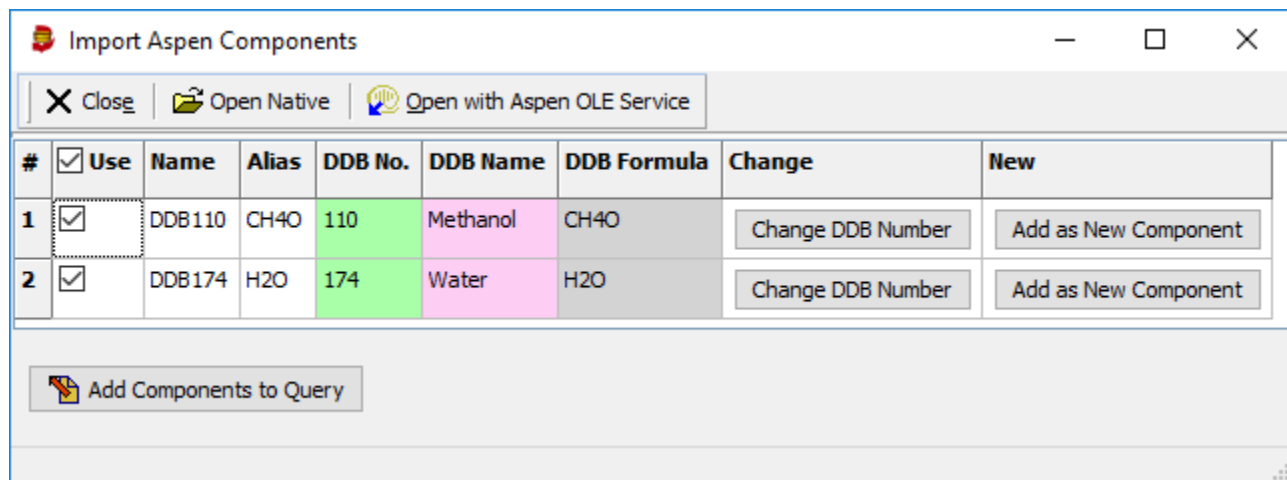 Import Aspen Components
Close Open Native Open with Aspen OLE Service
# Use Name Alias DDB No. DDB Name DDB Formula Change New
1 DDB110 CH4O 110 Methanol CH4O Change DDB Number Add as New Component
2 DDB174 H2O 174 Water H2O Change DDB Number Add as New Component
Add Components to Query